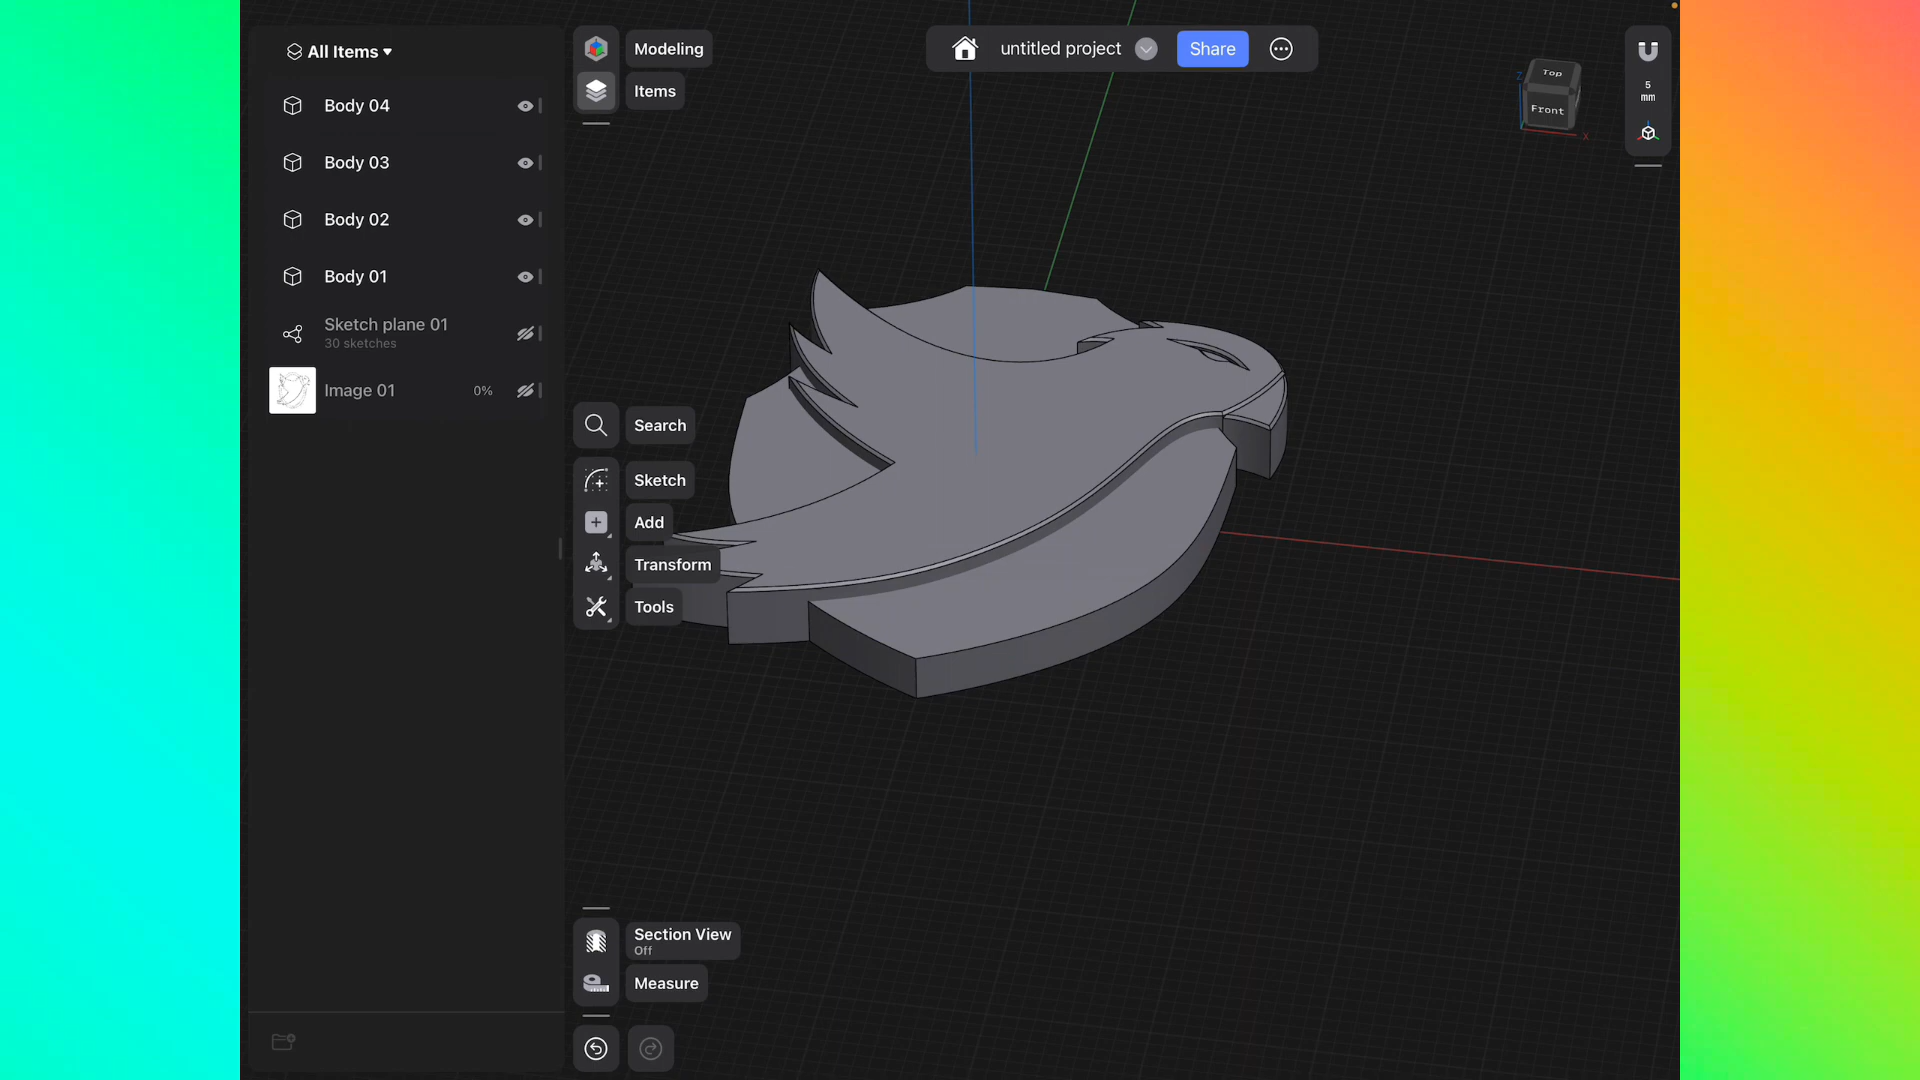 All Items
Body 04
Body 03
Body 02
Body 01
Sketch plane 01
30 sketches
Image 01 0%
Modeling
Items
untitled project
Share
Top
Front
Z
X
5
mm
Search
Sketch
Add
Transform
Tools
Section View
Off
Measure